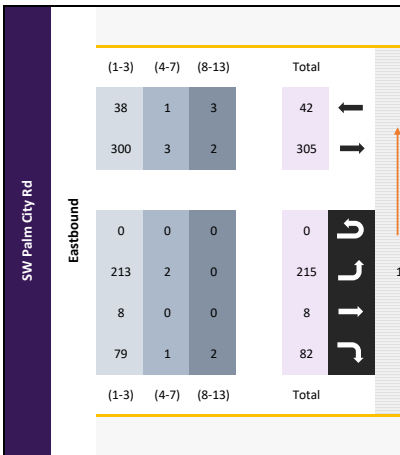 SW Palm City Rd
Eastbound
(1-3) (4-7) (8-13) Total
38 1 3 42
300 3 2 305
0 0 0 0
213 2 0 215
8 0 0 8
79 1 2 82
(1-3) (4-7) (8-13) Total